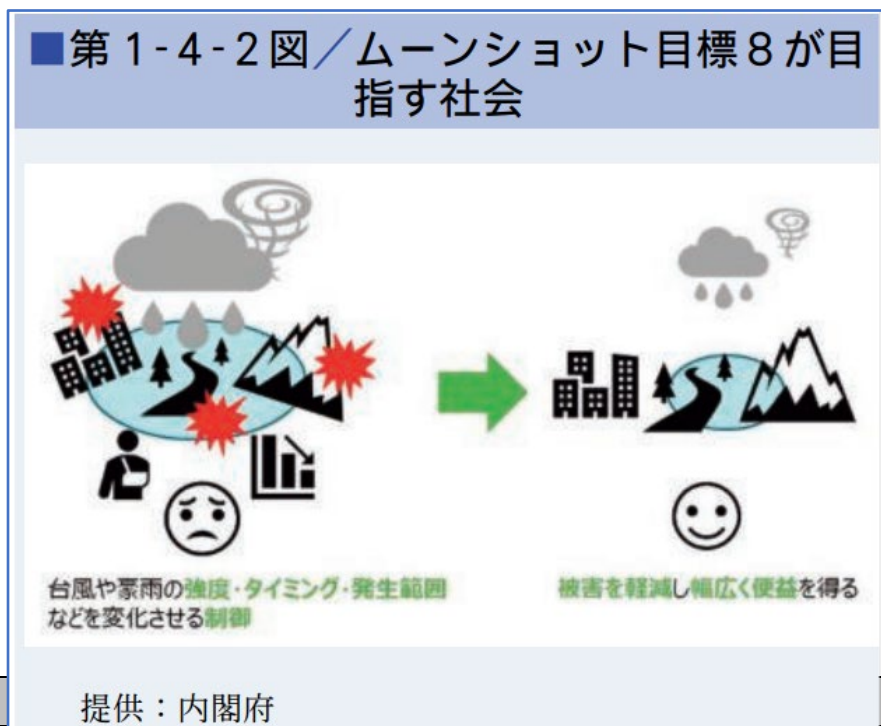 ■第1-4-2図／ムーンショット目標8が目
指す社会
台風や豪雨の強度・タイミング・発生範囲
などを変化させる制御
被害を軽減し幅広く便益を得る
提供：内閣府